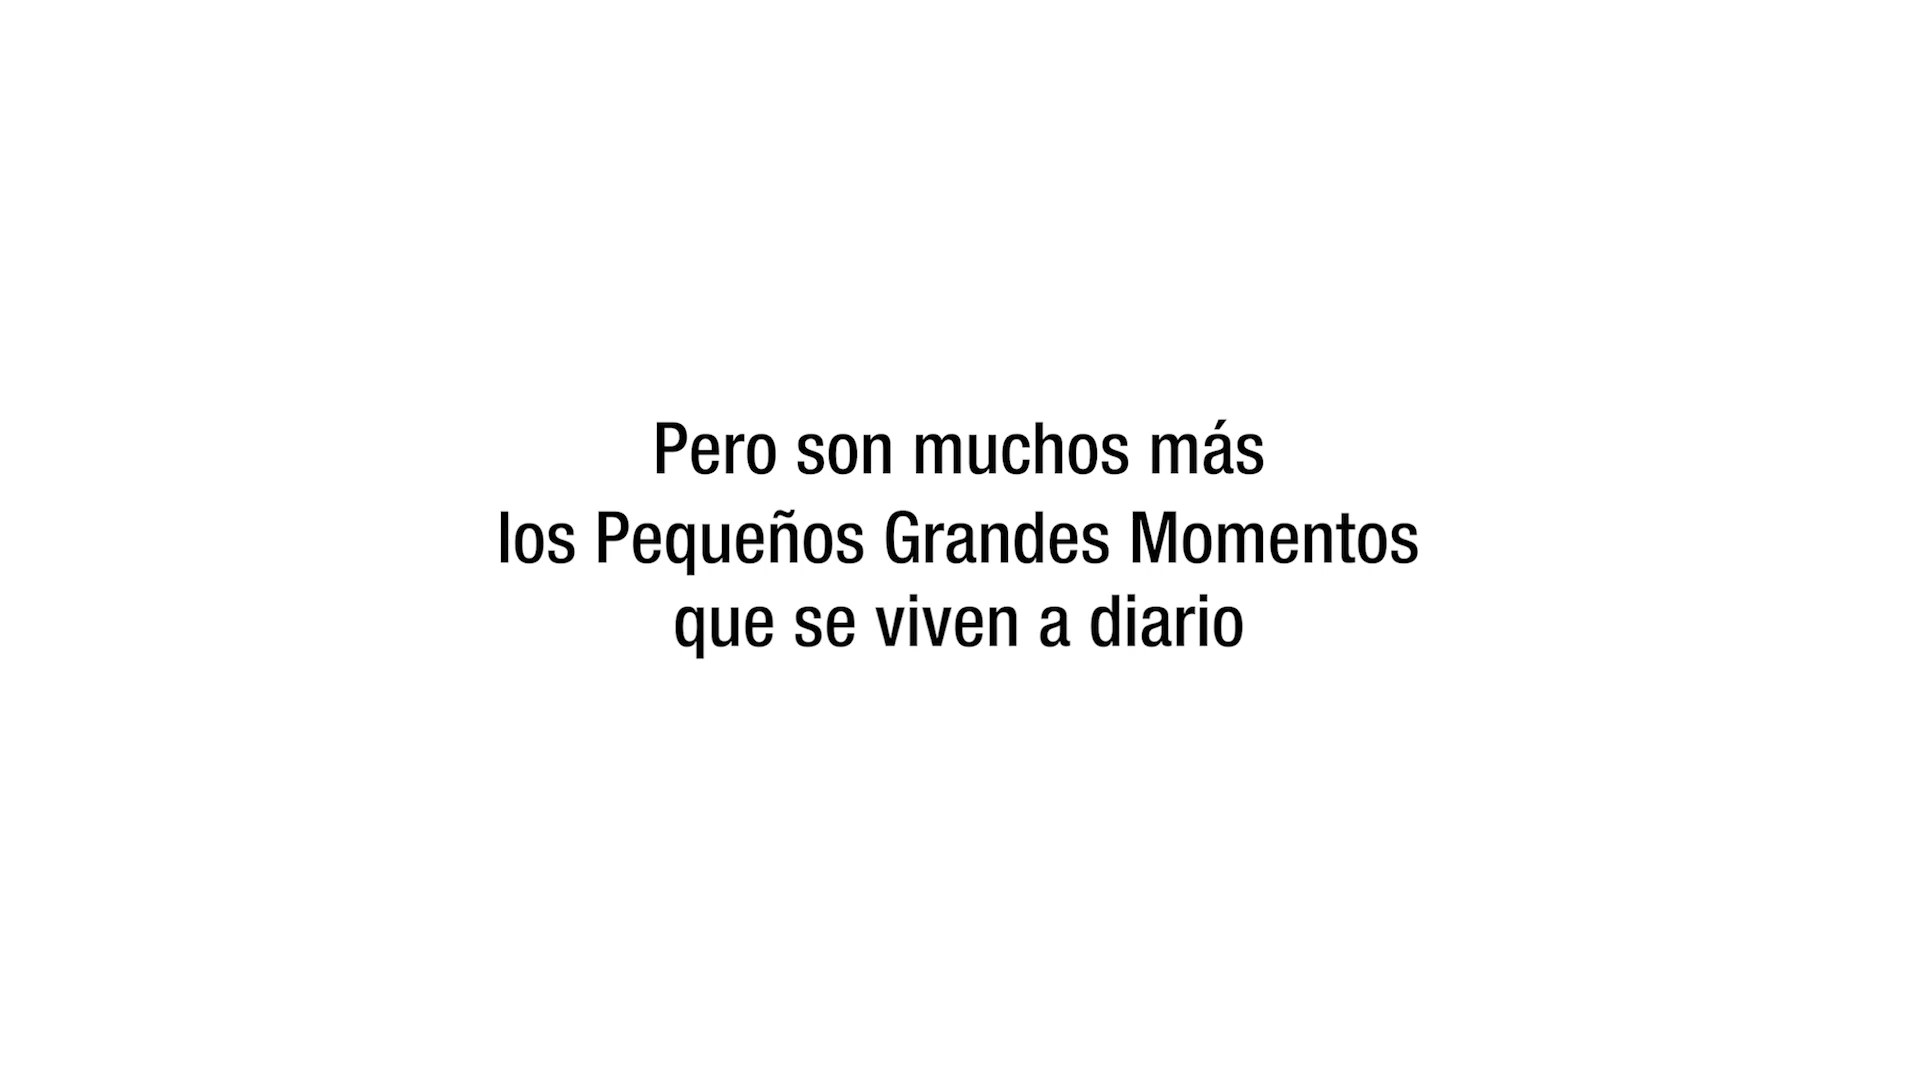 Pero son muchos más
los Pequeños Grandes Momentos
que se viven a diario